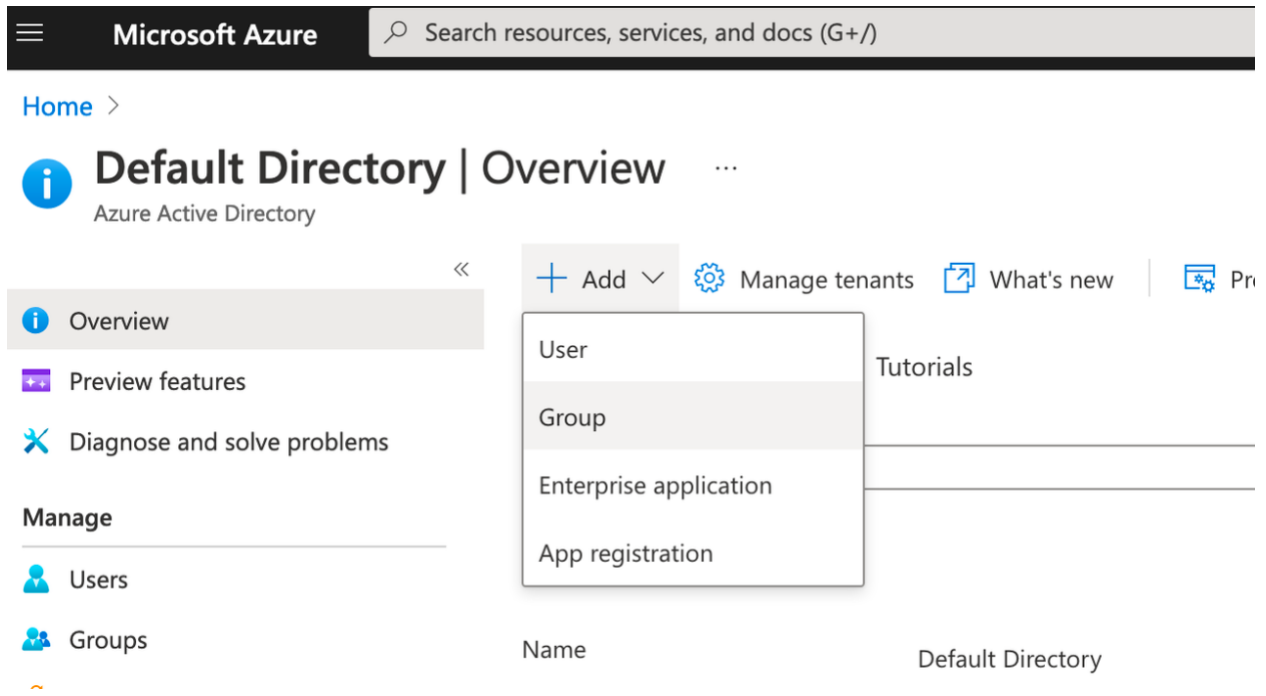 Microsoft Azure
Search resources, services, and docs (G+/)
Home >
Default Directory | Overview ...
Azure Active Directory
«
+ Add
Manage tenants
What's new
Overview
Preview features
Diagnose and solve problems
Manage
Users
Groups
User
Group
Enterprise application
App registration
Tutorials
Name
Default Directory